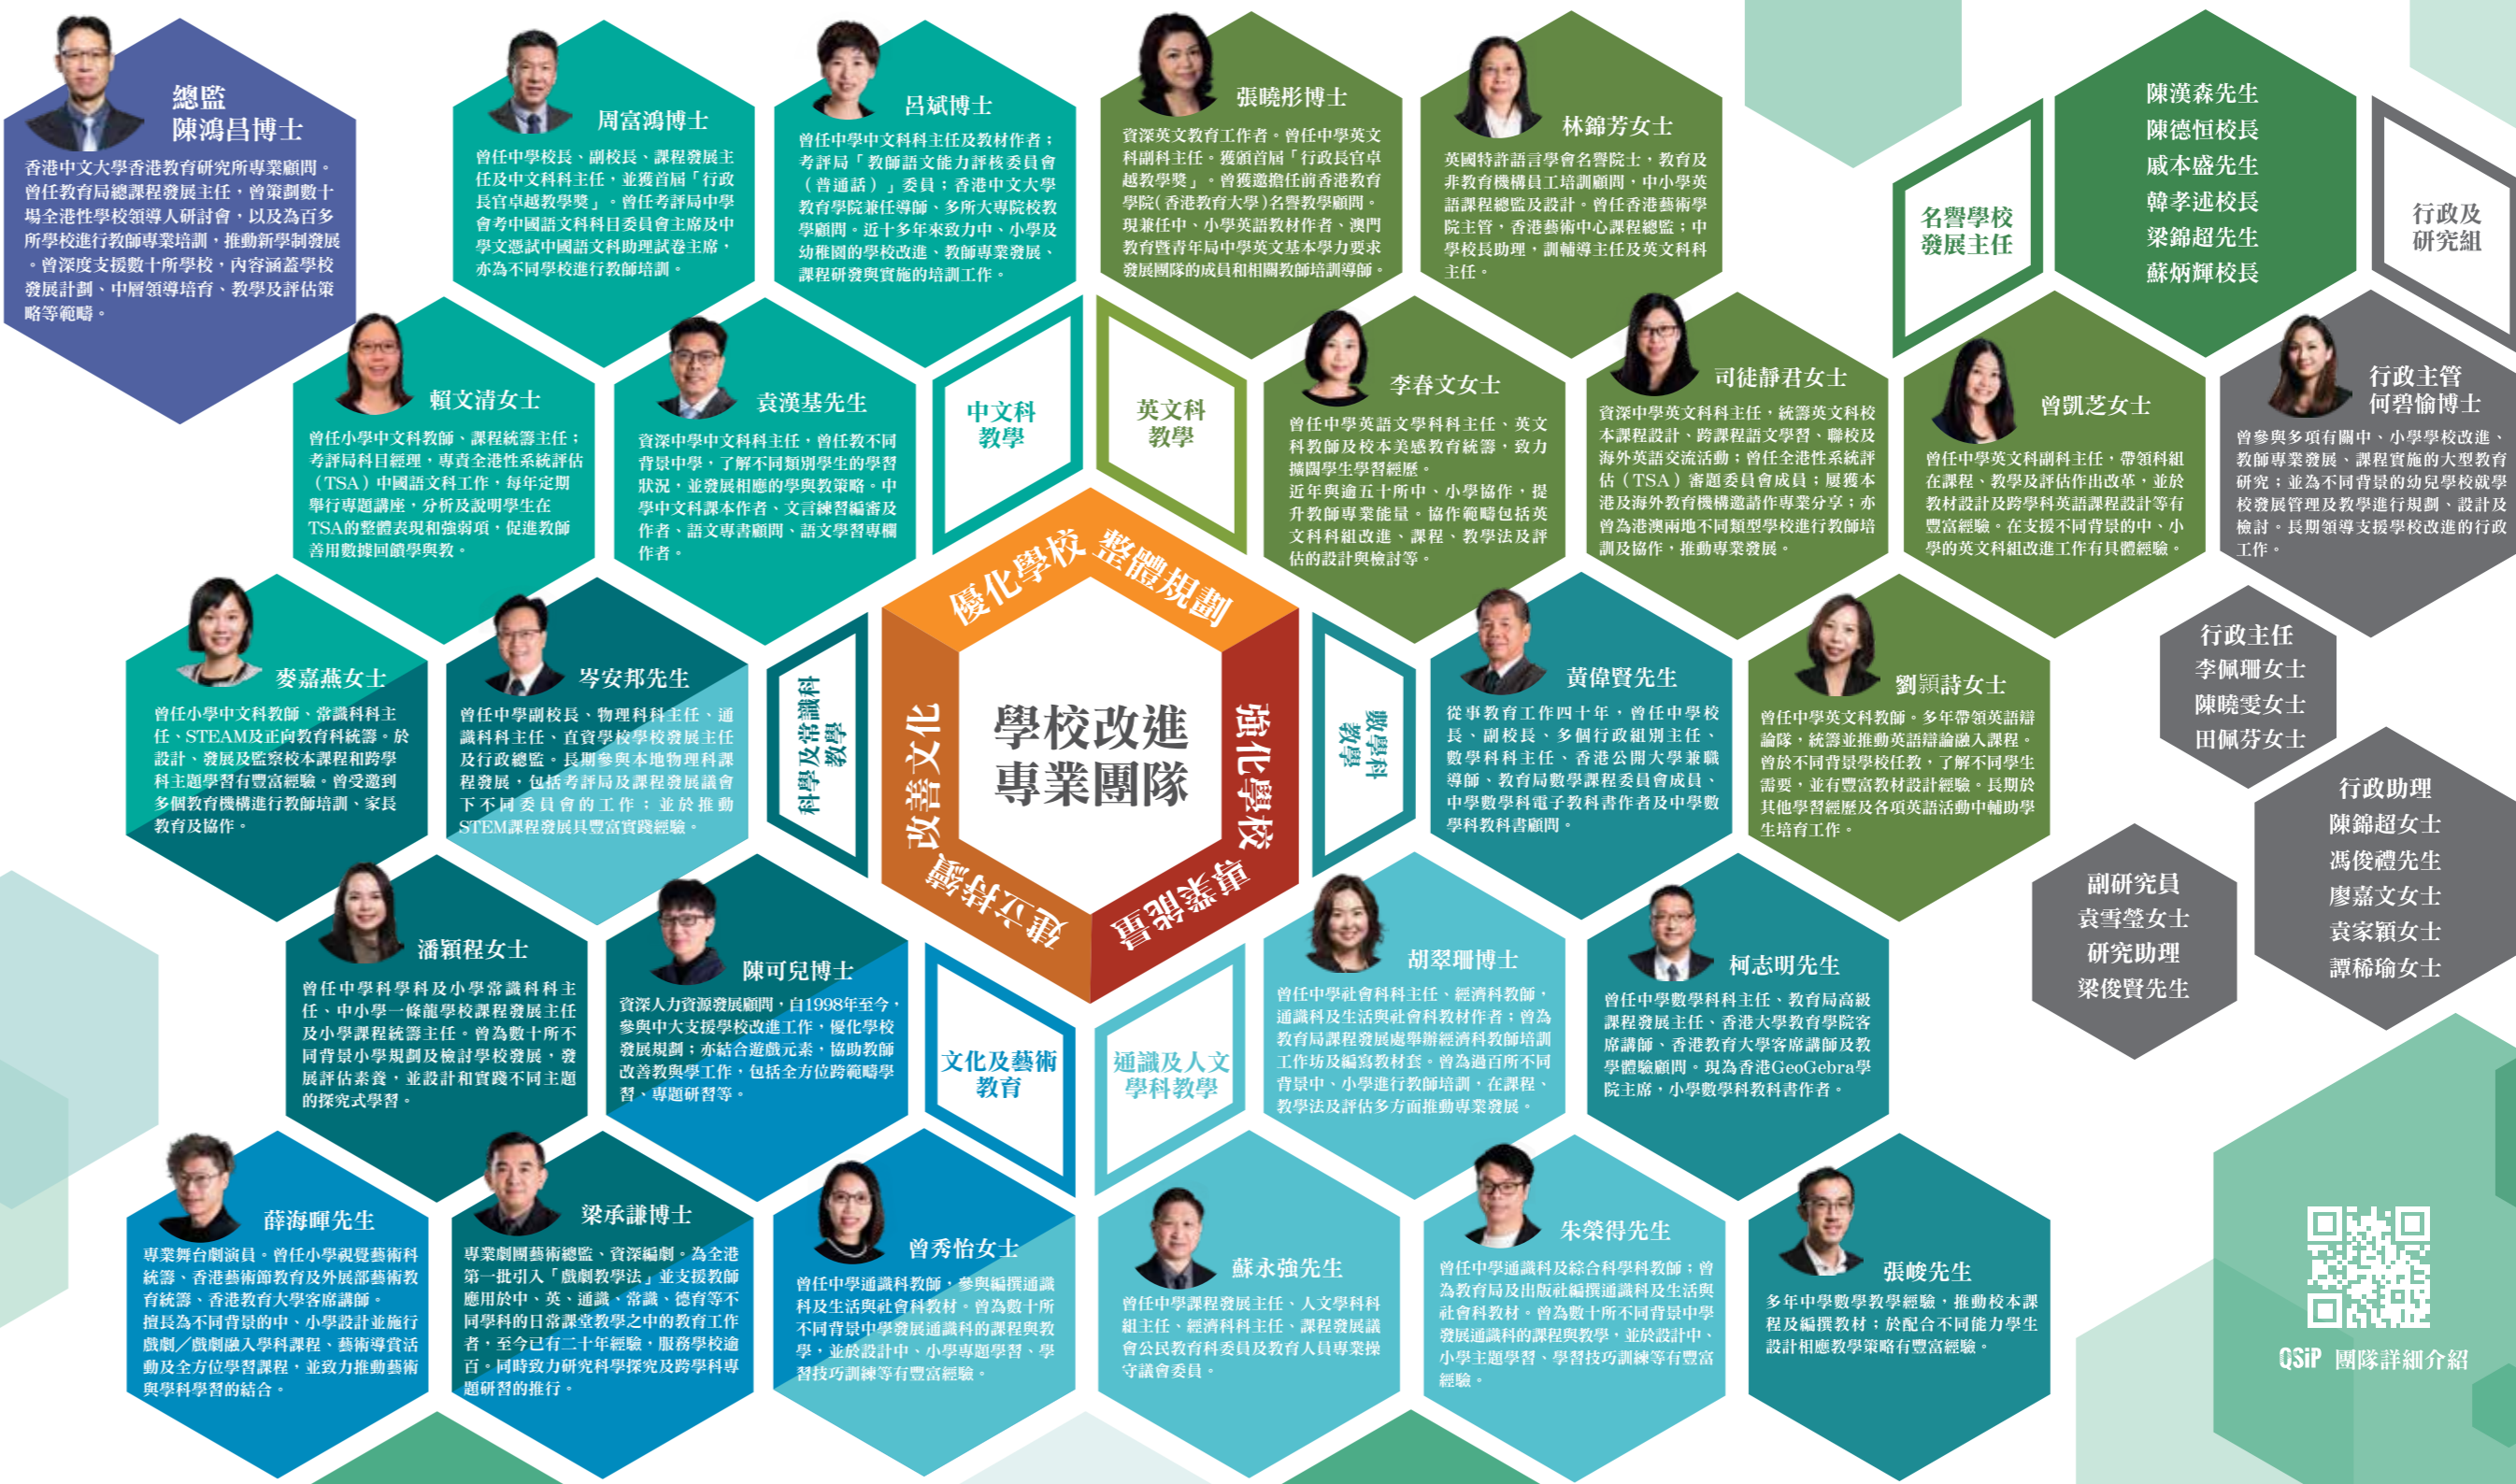 總監
陳鴻昌博士
香港中文大學香港教育研究所專業顧問。
曾任教育局總課程發展主任，曾策劃數十
場全港性學校領導人研討會，以及為百多
所學校進行教師專業培訓，推動新學制發展
。曾深度支援數十所學校，內容涵蓋學校
發展計劃、中層領導培育、教學及評估策
略等範疇。
周富鴻博士
曾任中學校長、副校長、課程發展主
任及中文科科主任，並獲首屆「行政
長官卓越教學獎」。曾任考評局中學
會考中國語文科科目委員會主席及中
學文憑試中國語文科助理試卷主席，
亦為不同學校進行教師培訓。
呂斌博士
曾任中學中文科科主任及教材作者；
考評局「教師語文能力評核委員會
（普通話）」委員；香港中文大學
教育學院兼任導師、多所大專院校教
學顧問。近十多年來致力中、小學及
幼稚園的學校改進、教師專業發展、
課程研發與實施的培訓工作。
張曉彤博士
資深英文教育工作者。曾任中學英文
科副科主任。獲頒首屆「行政長官卓
越教學獎」。曾獲邀擔任前香港教育
學院(香港教育大學)名譽教學顧問。
現兼任中、小學英語教材作者、澳門
教育暨青年局中學英文基本學力要求
發展團隊的成員和相關教師培訓導師。
林錦芳女士
英國特許語言學會名譽院士，教育及
非教育機構員工培訓顧問，中小學英
語課程總監及設計。曾任香港藝術學
院主管，香港藝術中心課程總監；中
學校長助理，訓輔導主任及英文科科
主任。
名譽學校
發展主任
陳漢森先生
陳德恒校長
戚本盛先生
韓孝述校長
梁錦超先生
蘇炳輝校長
行政及
研究組
賴文清女士
曾任小學中文科教師、課程統籌主任；
考評局科目經理，專責全港性系統評估
（TSA）中國語文科工作，每年定期
舉行專題講座，分析及說明學生在
TSA的整體表現和強弱項，促進教師
善用數據回饋學與教。
袁漢基先生
資深中學中文科科主任，曾任教不同
背景中學，了解不同類別學生的學習
狀況，並發展相應的學與教策略。中
學中文科課本作者、文言練習編審及
作者、語文專書顧問、語文學習專欄
作者。
中文科
教學
英文科
教學
李春文女士
曾任中學英語文學科科主任、英文
科教師及校本美感教育統籌，致力
擴闊學生學習經歷。
近年與逾五十所中、小學協作，提
升教師專業能量。協作範疇包括英
文科科組改進、課程、教學法及評
估的設計與檢討等。
司徒靜君女士
資深中學英文科科主任，統籌英文科校
本課程設計、跨課程語文學習、聯校及
海外英語交流活動；曾任全港性系統評
估（TSA）審題委員會成員；屢獲本
港及海外教育機構邀請作專業分享；亦
曾為港澳兩地不同類型學校進行教師培
訓及協作，推動專業發展。
曾凱芝女士
曾任中學英文科副科主任，帶領科組
在課程、教學及評估作出改革，並於
教材設計及跨學科英語課程設計等有
豐富經驗。在支援不同背景的中、小
學的英文科組改進工作有具體經驗。
行政主管
何碧愉博士
曾參與多項有關中、小學學校改進、
教師專業發展、課程實施的大型教育
研究；並為不同背景的幼兒學校就學
校發展管理及教學進行規劃、設計及
檢討。長期領導支援學校改進的行政
工作。
麥嘉燕女士
曾任小學中文科教師、常識科科主
任、STEAM及正向教育科統籌。於
設計、發展及監察校本課程和跨學
科主題學習有豐富經驗。曾受邀到
多個教育機構進行教師培訓、家長
教育及協作。
岑安邦先生
曾任中學副校長、物理科科主任、通
識科科主任、直資學校學校發展主任
及行政總監。長期參與本地物理科課
程發展，包括考評局及課程發展議會
下不同委員會的工作；並於推動
STEM課程發展具豐富實踐經驗。
科學及常識科
教學
優化學校 整體規劃
強化學校
專業能量
建立持續
改善文化
學校改進
專業團隊
數學科
教學
黃偉賢先生
從事教育工作四十年，曾任中學校
長、副校長、多個行政組別主任、
數學科科主任、香港公開大學兼職
導師、教育局數學課程委員會成員、
中學數學科電子教科書作者及中學數
學科教科書顧問。
劉潁詩女士
曾任中學英文科教師。多年帶領英語辯
論隊，統籌並推動英語辯論融入課程。
曾於不同背景學校任教，了解不同學生
需要，並有豐富教材設計經驗。長期於
其他學習經歷及各項英語活動中輔助學
生培育工作。
行政主任
李佩珊女士
陳曉雯女士
田佩芬女士
行政助理
陳錦超女士
馮俊禮先生
廖嘉文女士
袁家穎女士
譚稀瑜女士
副研究員
袁雪瑩女士
研究助理
梁俊賢先生
潘穎程女士
曾任中學科學科及小學常識科科主
任、中小學一條龍學校課程發展主任
及小學課程統籌主任。曾為數十所不
同背景小學規劃及檢討學校發展，發
展評估素養，並設計和實踐不同主題
的探究式學習。
陳可兒博士
資深人力資源發展顧問，自1998年至今，
參與中大支援學校改進工作，優化學校
發展規劃；亦結合遊戲元素，協助教師
改善教與學工作，包括全方位跨範疇學
習、專題研習等。
文化及藝術
教育
通識及人文
學科教學
胡翠珊博士
曾任中學社會科科主任、經濟科教師，
通識科及生活與社會科教材作者；曾為
教育局課程發展處舉辦經濟科教師培訓
工作坊及編寫教材套。曾為過百所不同
背景中、小學進行教師培訓，在課程、
教學法及評估多方面推動專業發展。
柯志明先生
曾任中學數學科科主任、教育局高級
課程發展主任、香港大學教育學院客
席講師、香港教育大學客席講師及教
學體驗顧問。現為香港GeoGebra學
院主席，小學數學科教科書作者。
薛海暉先生
專業舞台劇演員。曾任小學視覺藝術科
統籌、香港藝術節教育及外展部藝術教
育統籌、香港教育大學客席講師。
擅長為不同背景的中、小學設計並施行
戲劇／戲劇融入學科課程、藝術導賞活
動及全方位學習課程，並致力推動藝術
與學科學習的結合。
梁承謙博士
專業劇團藝術總監、資深編劇。為全港
第一批引入「戲劇教學法」並支援教師
應用於中、英、通識、常識、德育等不
同學科的日常課堂教學之中的教育工作
者，至今已有二十年經驗，服務學校逾
百。同時致力研究科學探究及跨學科專
題研習的推行。
曾秀怡女士
曾任中學通識科教師，參與編撰通識
科及生活與社會科教材。曾為數十所
不同背景中學發展通識科的課程與教
學，並於設計中、小學專題學習、學
習技巧訓練等有豐富經驗。
蘇永強先生
曾任中學課程發展主任、人文學科科
組主任、經濟科科主任、課程發展議
會公民教育科委員及教育人員專業操
守議會委員。
朱榮得先生
曾任中學通識科及綜合科學科教師；曾
為教育局及出版社編撰通識科及生活與
社會科教材。曾為數十所不同背景中學
發展通識科的課程與教學，並於設計中、
小學主題學習、學習技巧訓練等有豐富
經驗。
張峻先生
多年中學數學教學經驗，推動校本課
程及編撰教材；於配合不同能力學生
設計相應教學策略有豐富經驗。
QSiP 團隊詳細介紹